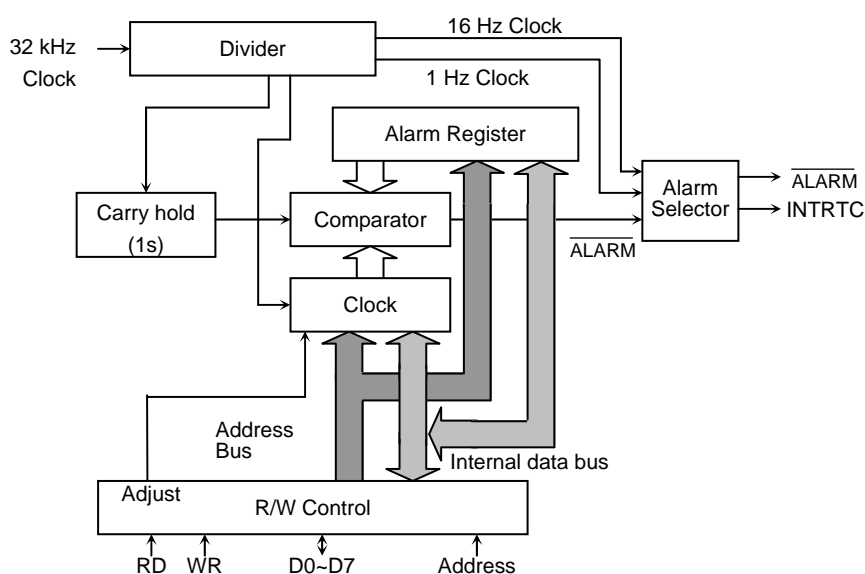 16 Hz Clock
32 kHz
Clock
Divider
1 Hz Clock
Alarm Register
Carry hold
(1s)
Comparator
Alarm
Selector
ALARM
INTRTC
ALARM
Clock
Address
Bus
Internal data bus
Adjust
R/W Control
RD WR D0~D7 Address